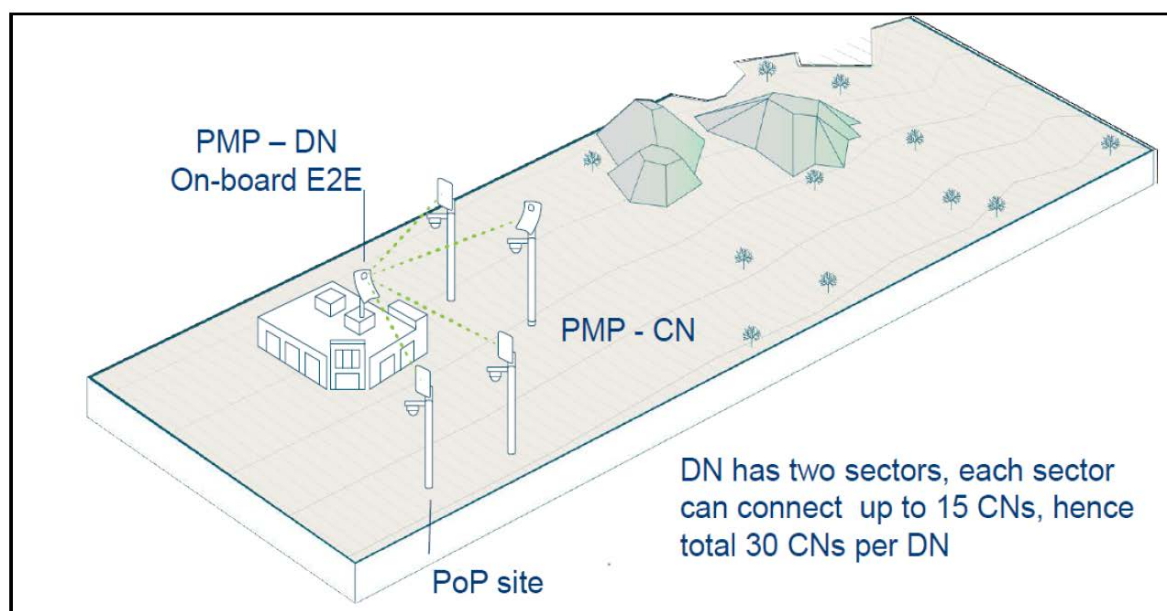 PMP – DN
On-board E2E
PMP - CN
DN has two sectors, each sector
can connect up to 15 CNs, hence
total 30 CNs per DN
PoP site